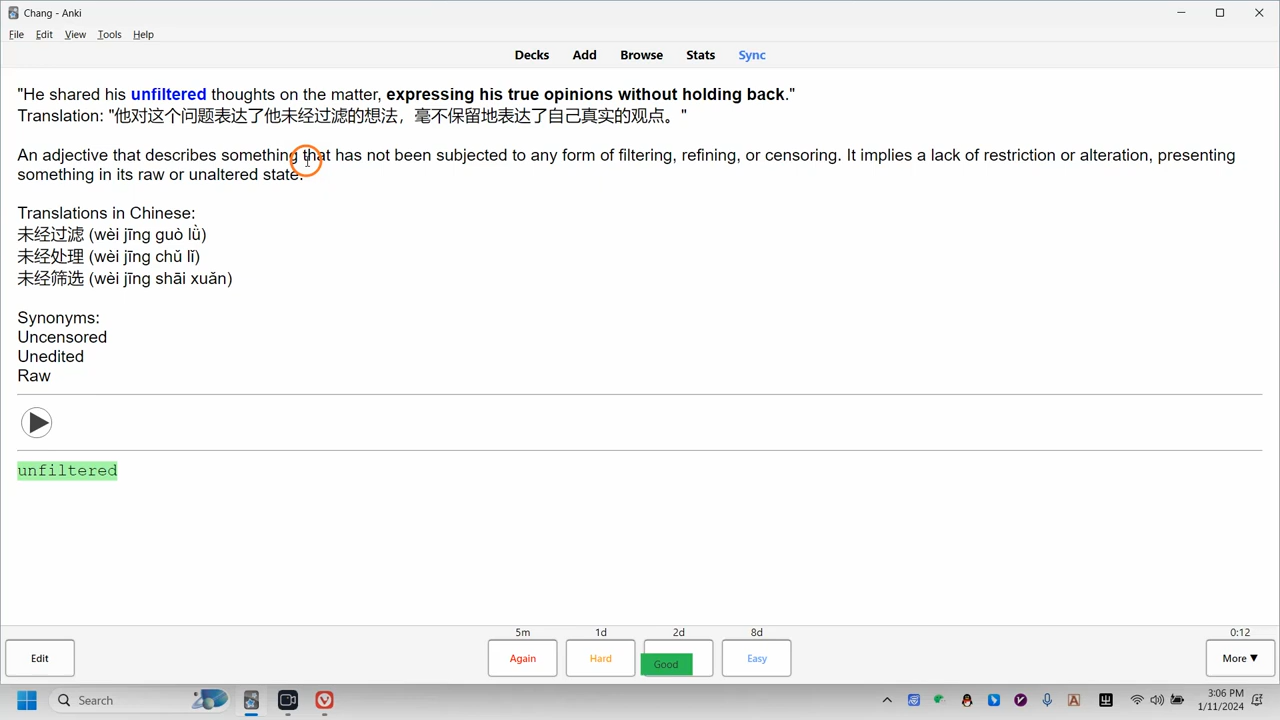 Chang - Anki
File Edit View Tools Help
Decks Add Browse Stats Sync
"He shared his unfiltered thoughts on the matter, expressing his true opinions without holding back."
Translation: "他对这个问题表达了他未经过滤的想法，毫不保留地表达了自己真实的观点。"
An adjective that describes something that has not been subjected to any form of filtering, refining, or censoring. It implies a lack of restriction or alteration, presenting
something in its raw or unaltered state.
Translations in Chinese:
未经过滤 (wèi jīng guò lǜ)
未经处理 (wèi jīng chǔ lǐ)
未经筛选 (wèi jīng shāi xuǎn)
Synonyms:
Uncensored
Unedited
Raw
unfiltered
5m 1d 2d 8d 0:12
Edit Again Hard Good Easy More ▼
Search
3:06 PM
1/11/2024